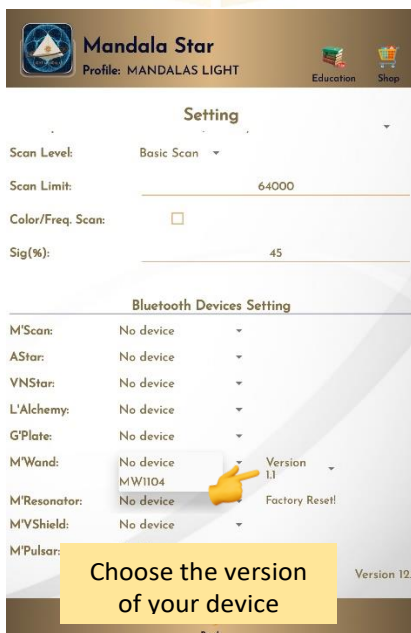 Mandala Star
Profile: MANDALAS LIGHT
Education
Shop
Setting
Scan Level: Basic Scan
Scan Limit: 64000
Color/Freq. Scan:
Sig(%): 45
Bluetooth Devices Setting
M'Scan: No device
AStar: No device
VNStar: No device
L'Alchemy: No device
G'Plate: No device
M'Wand: No device Version
MW1104 1.1
M'Resonator: No device Factory Reset!
M'VShield: No device
M'Pulsar:
Choose the version
of your device
Version 12